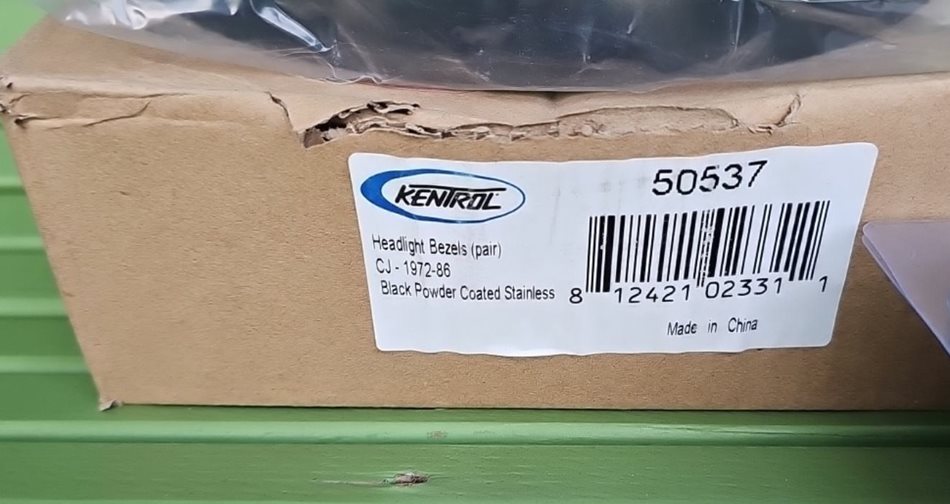 KENTROL
50537
Headlight Bezels (pair)
CJ - 1972-86
Black Powder Coated Stainless
8 12421 02331 1
Made in China